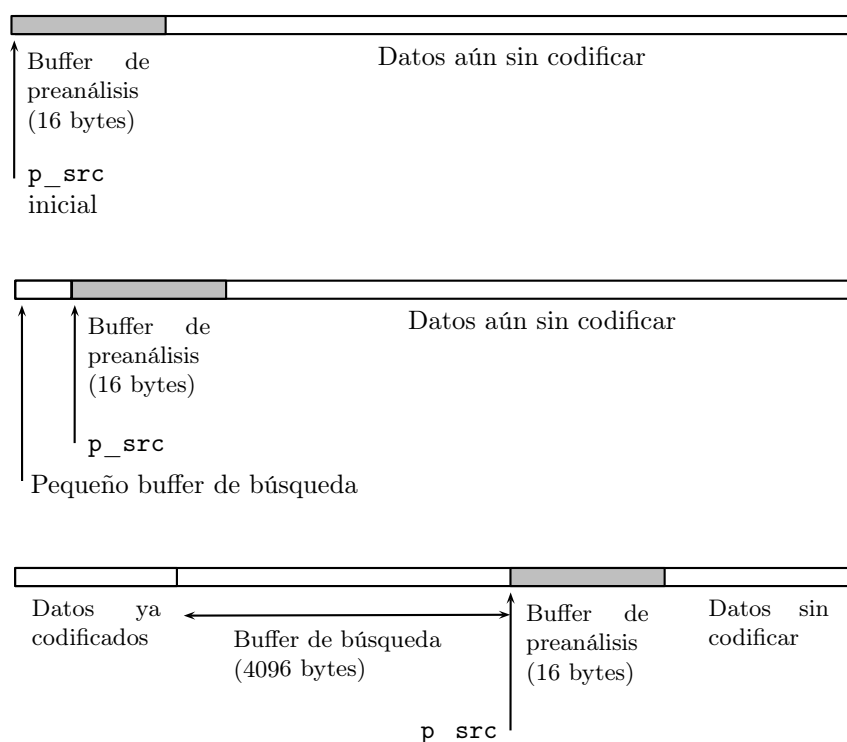 Datos aún sin codificar
Buffer de
preanálisis
(16 bytes)
p_src
inicial
Datos aún sin codificar
Buffer de
preanálisis
(16 bytes)
p_src
Pequeño buffer de búsqueda
Datos ya
codificados
Buffer de búsqueda
(4096 bytes)
Buffer de
preanálisis
(16 bytes)
Datos sin
codificar
p_src